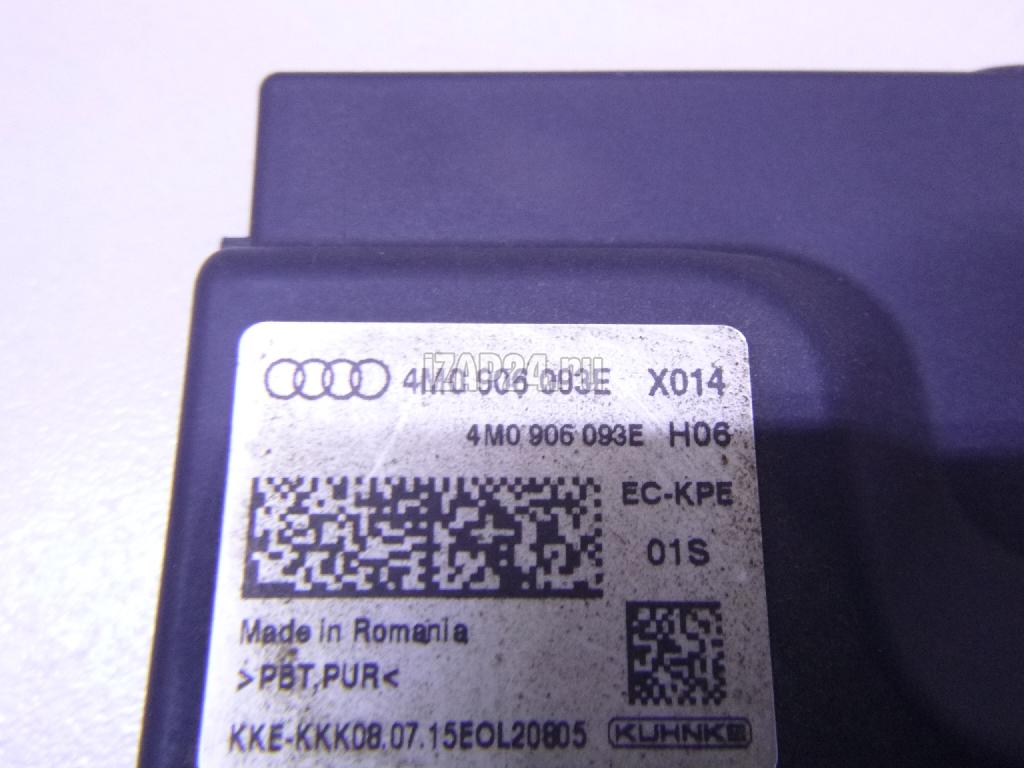 4M0 906 093E X014
iZAP24.ru
4M0 906 093E H06
EC-KPE
01S
Made in Romania
>PBT,PUR<
KKE-KKK08.07.15EOL20805 KUHNKE